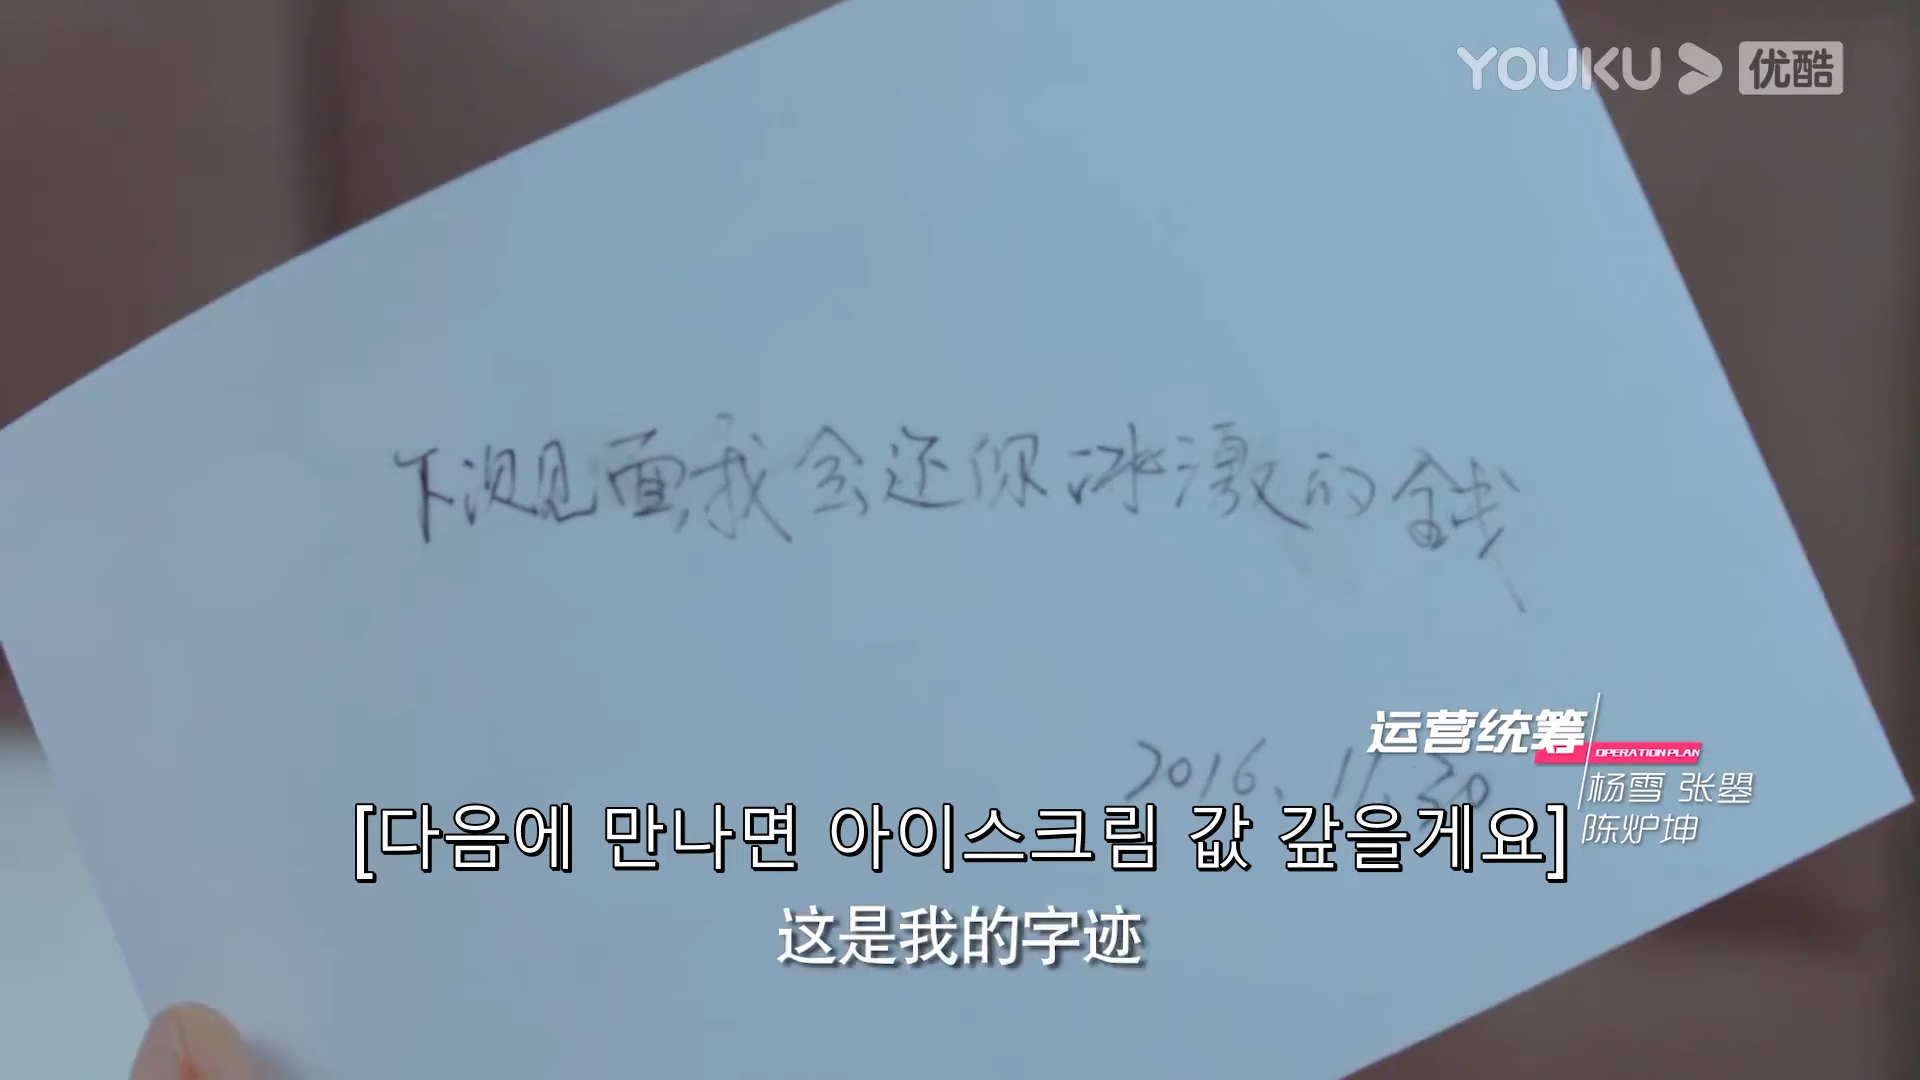 YOUKU 优酷
下次见面,我会还你冰激的錢
2016.11.30
运营统筹
OPERATION PLAN
杨雪 张曌
陈炉坤
[다음에 만나면 아이스크림 값 갚을게요]
这是我的字迹